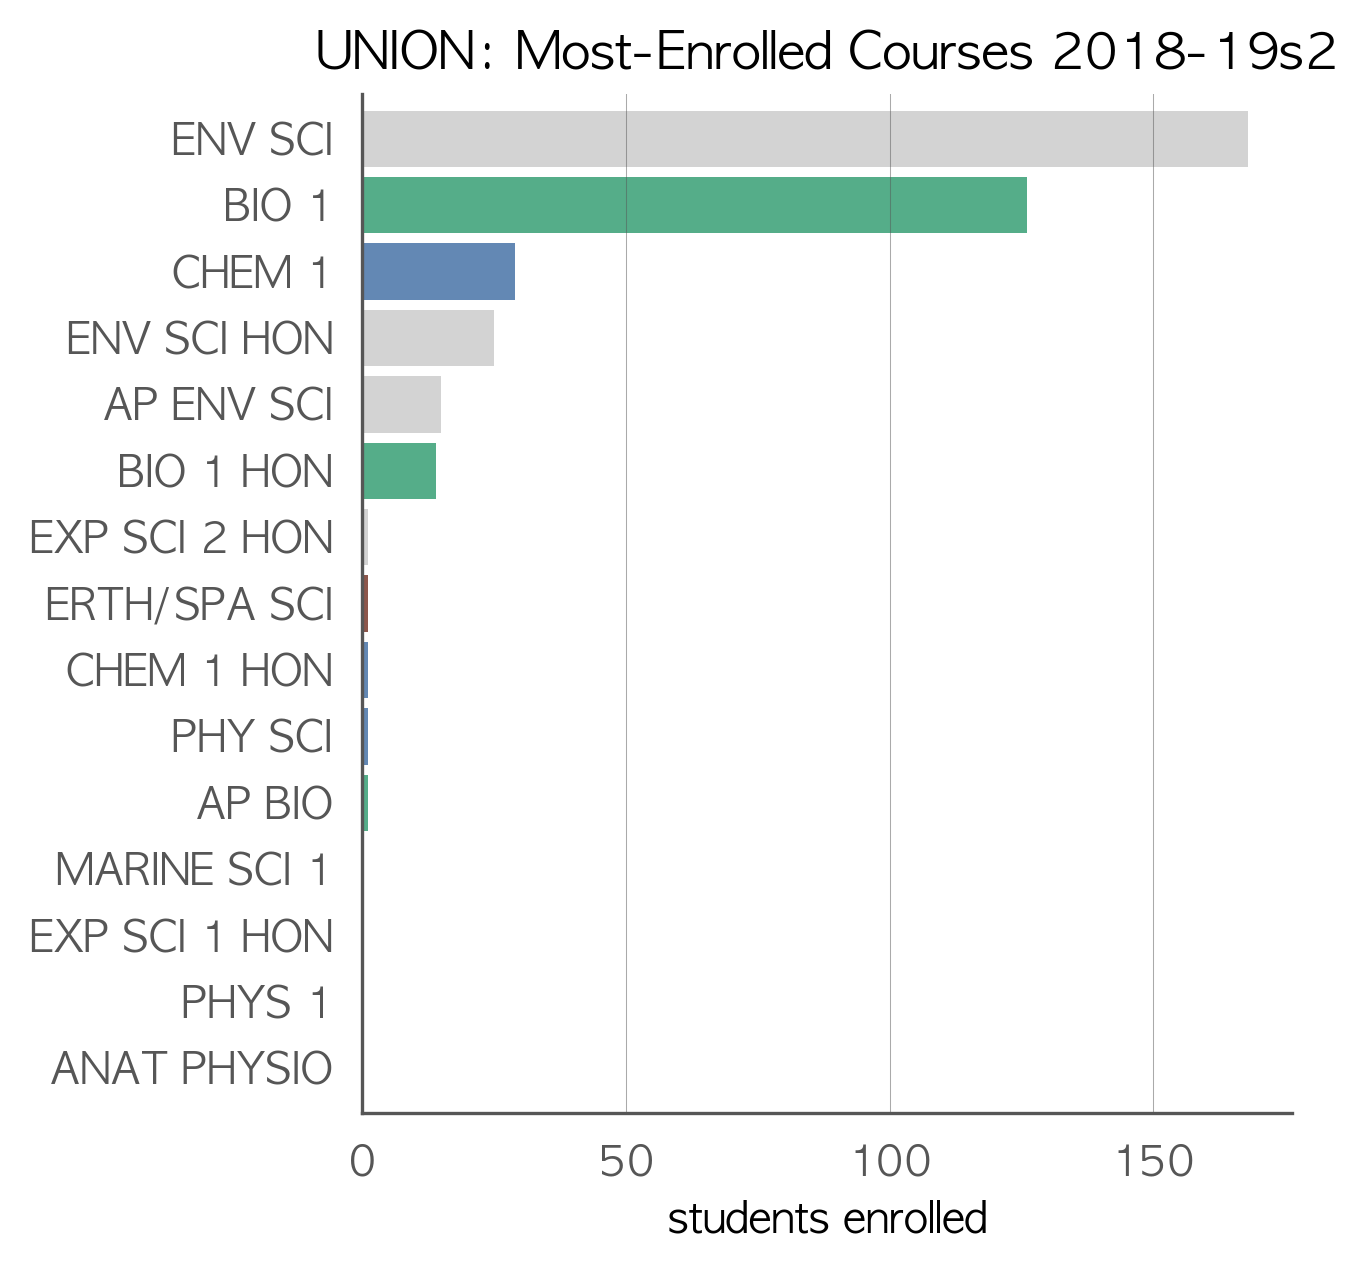 UNION: Most-Enrolled Courses 2018-19s2
ENV SCI
BIO 1
CHEM 1
ENV SCI HON
AP ENV SCI
BIO 1 HON
EXP SCI 2 HON
ERTH/SPA SCI
CHEM 1 HON
PHY SCI
AP BIO
MARINE SCI 1
EXP SCI 1 HON
PHYS 1
ANAT PHYSIO
0 50 100 150
students enrolled